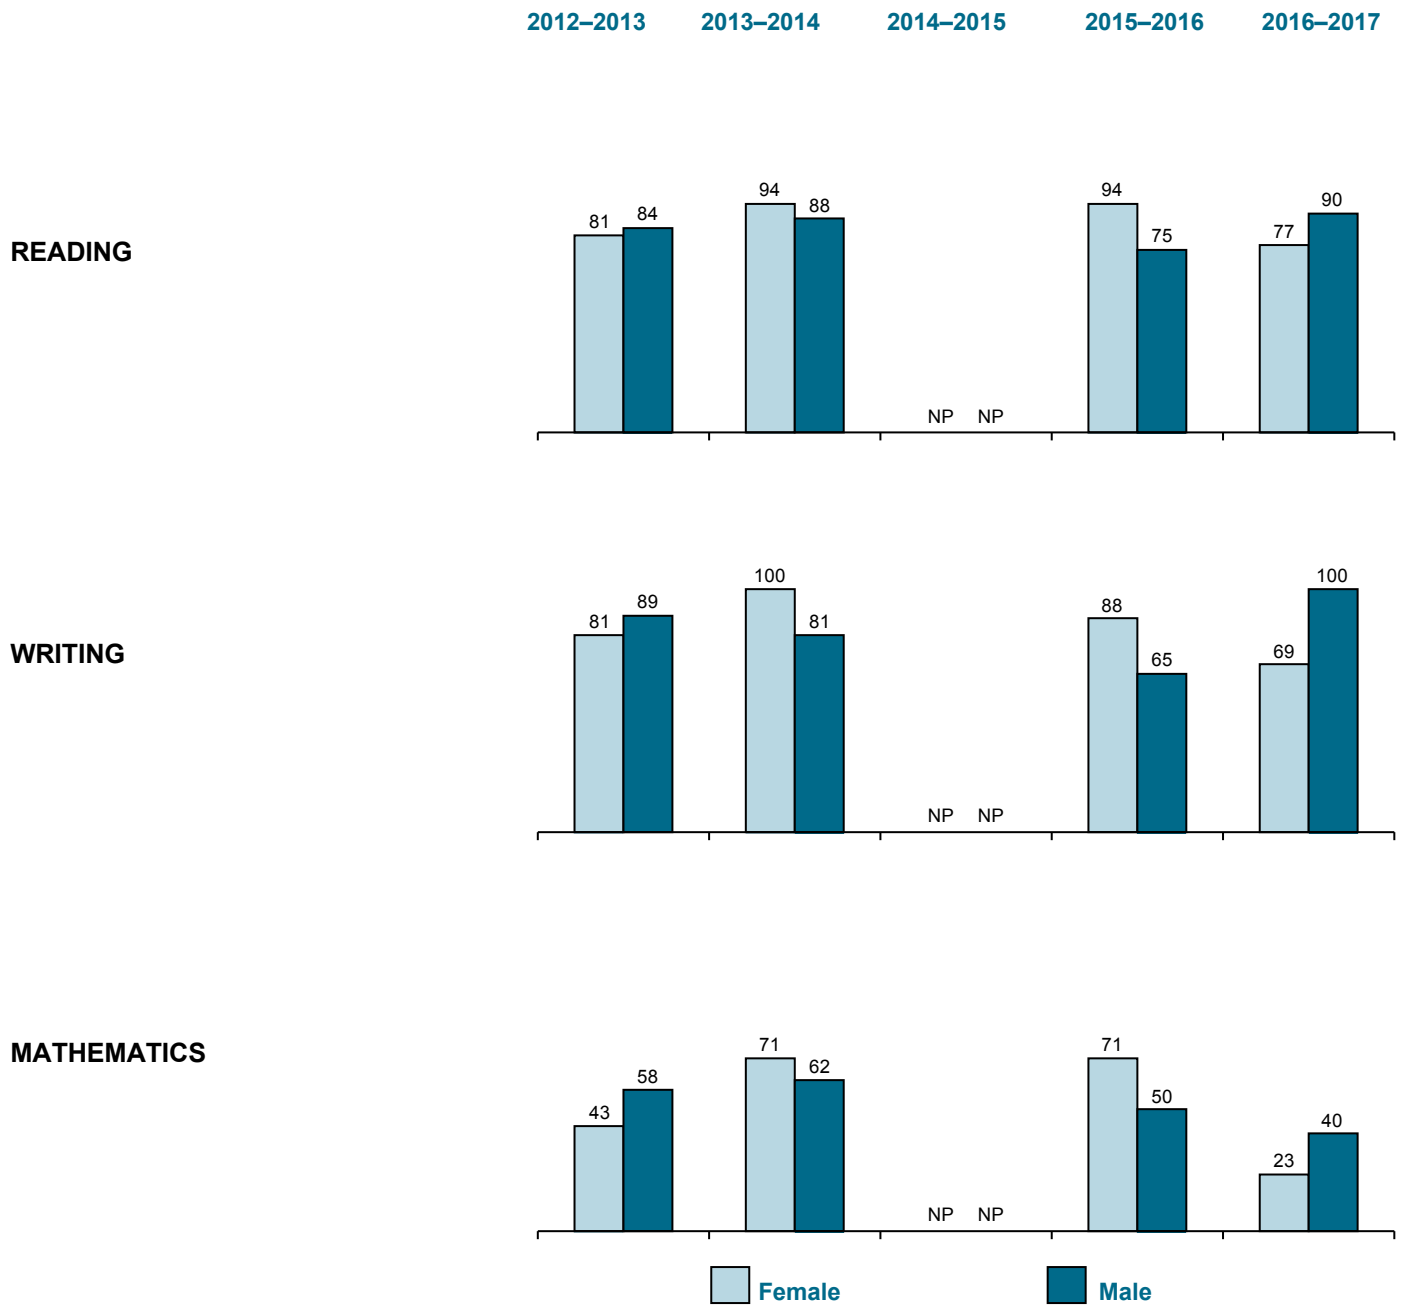 2012–2013 2013–2014 2014–2015 2015–2016 2016–2017
READING
81 84 94 88 NP NP 94 75 77 90
WRITING
81 89 100 81 NP NP 88 65 69 100
MATHEMATICS
43 58 71 62 NP NP 71 50 23 40
Female Male